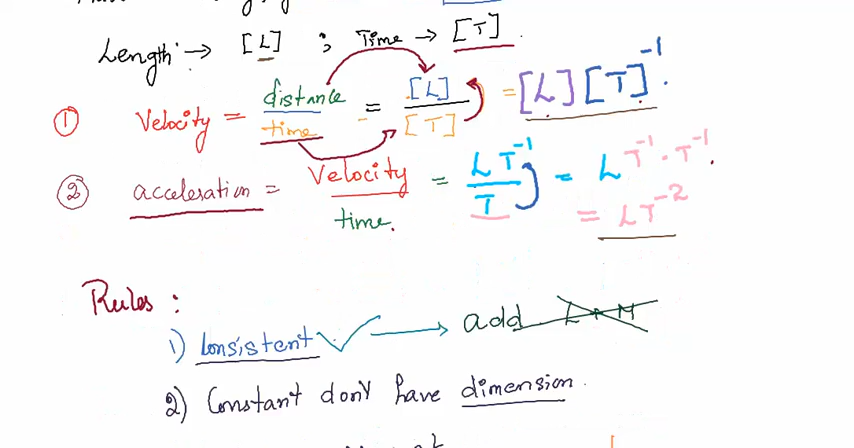 Length → [L] ; Time → [T]
① Velocity = distance / time = [L] / [T] = [L] [T]⁻¹.
② acceleration = Velocity / time. = LT⁻¹ / T = L T⁻¹ . T⁻¹.
= LT⁻²
Rules :
1) Consistent ✓ → add
2) Constant don't have dimension.